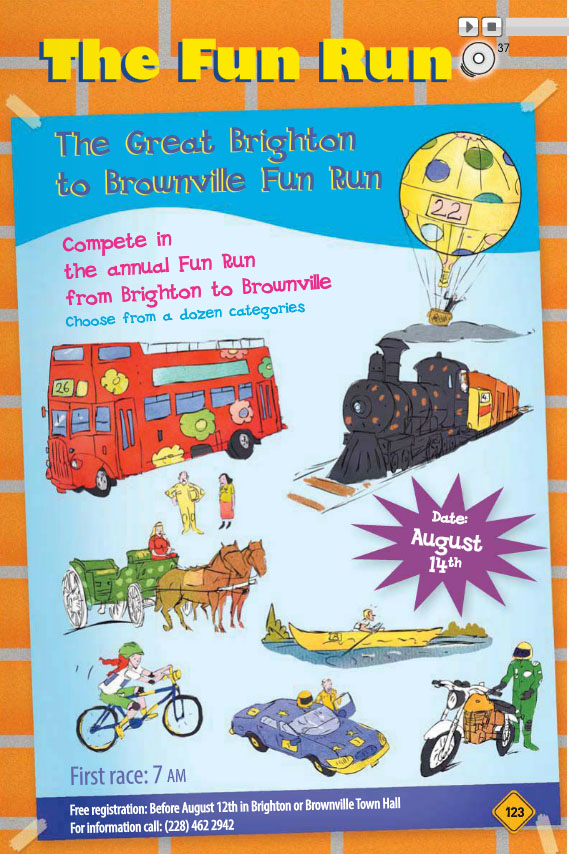 The Fun Run
37
The Great Brighton
to Brownville Fun Run
22
Compete in
the annual Fun Run
from Brighton to Brownville
Choose from a dozen categories
26
Date:
August
14th
First race: 7 AM
Free registration: Before August 12th in Brighton or Brownville Town Hall
For information call: (228) 462 2942
123